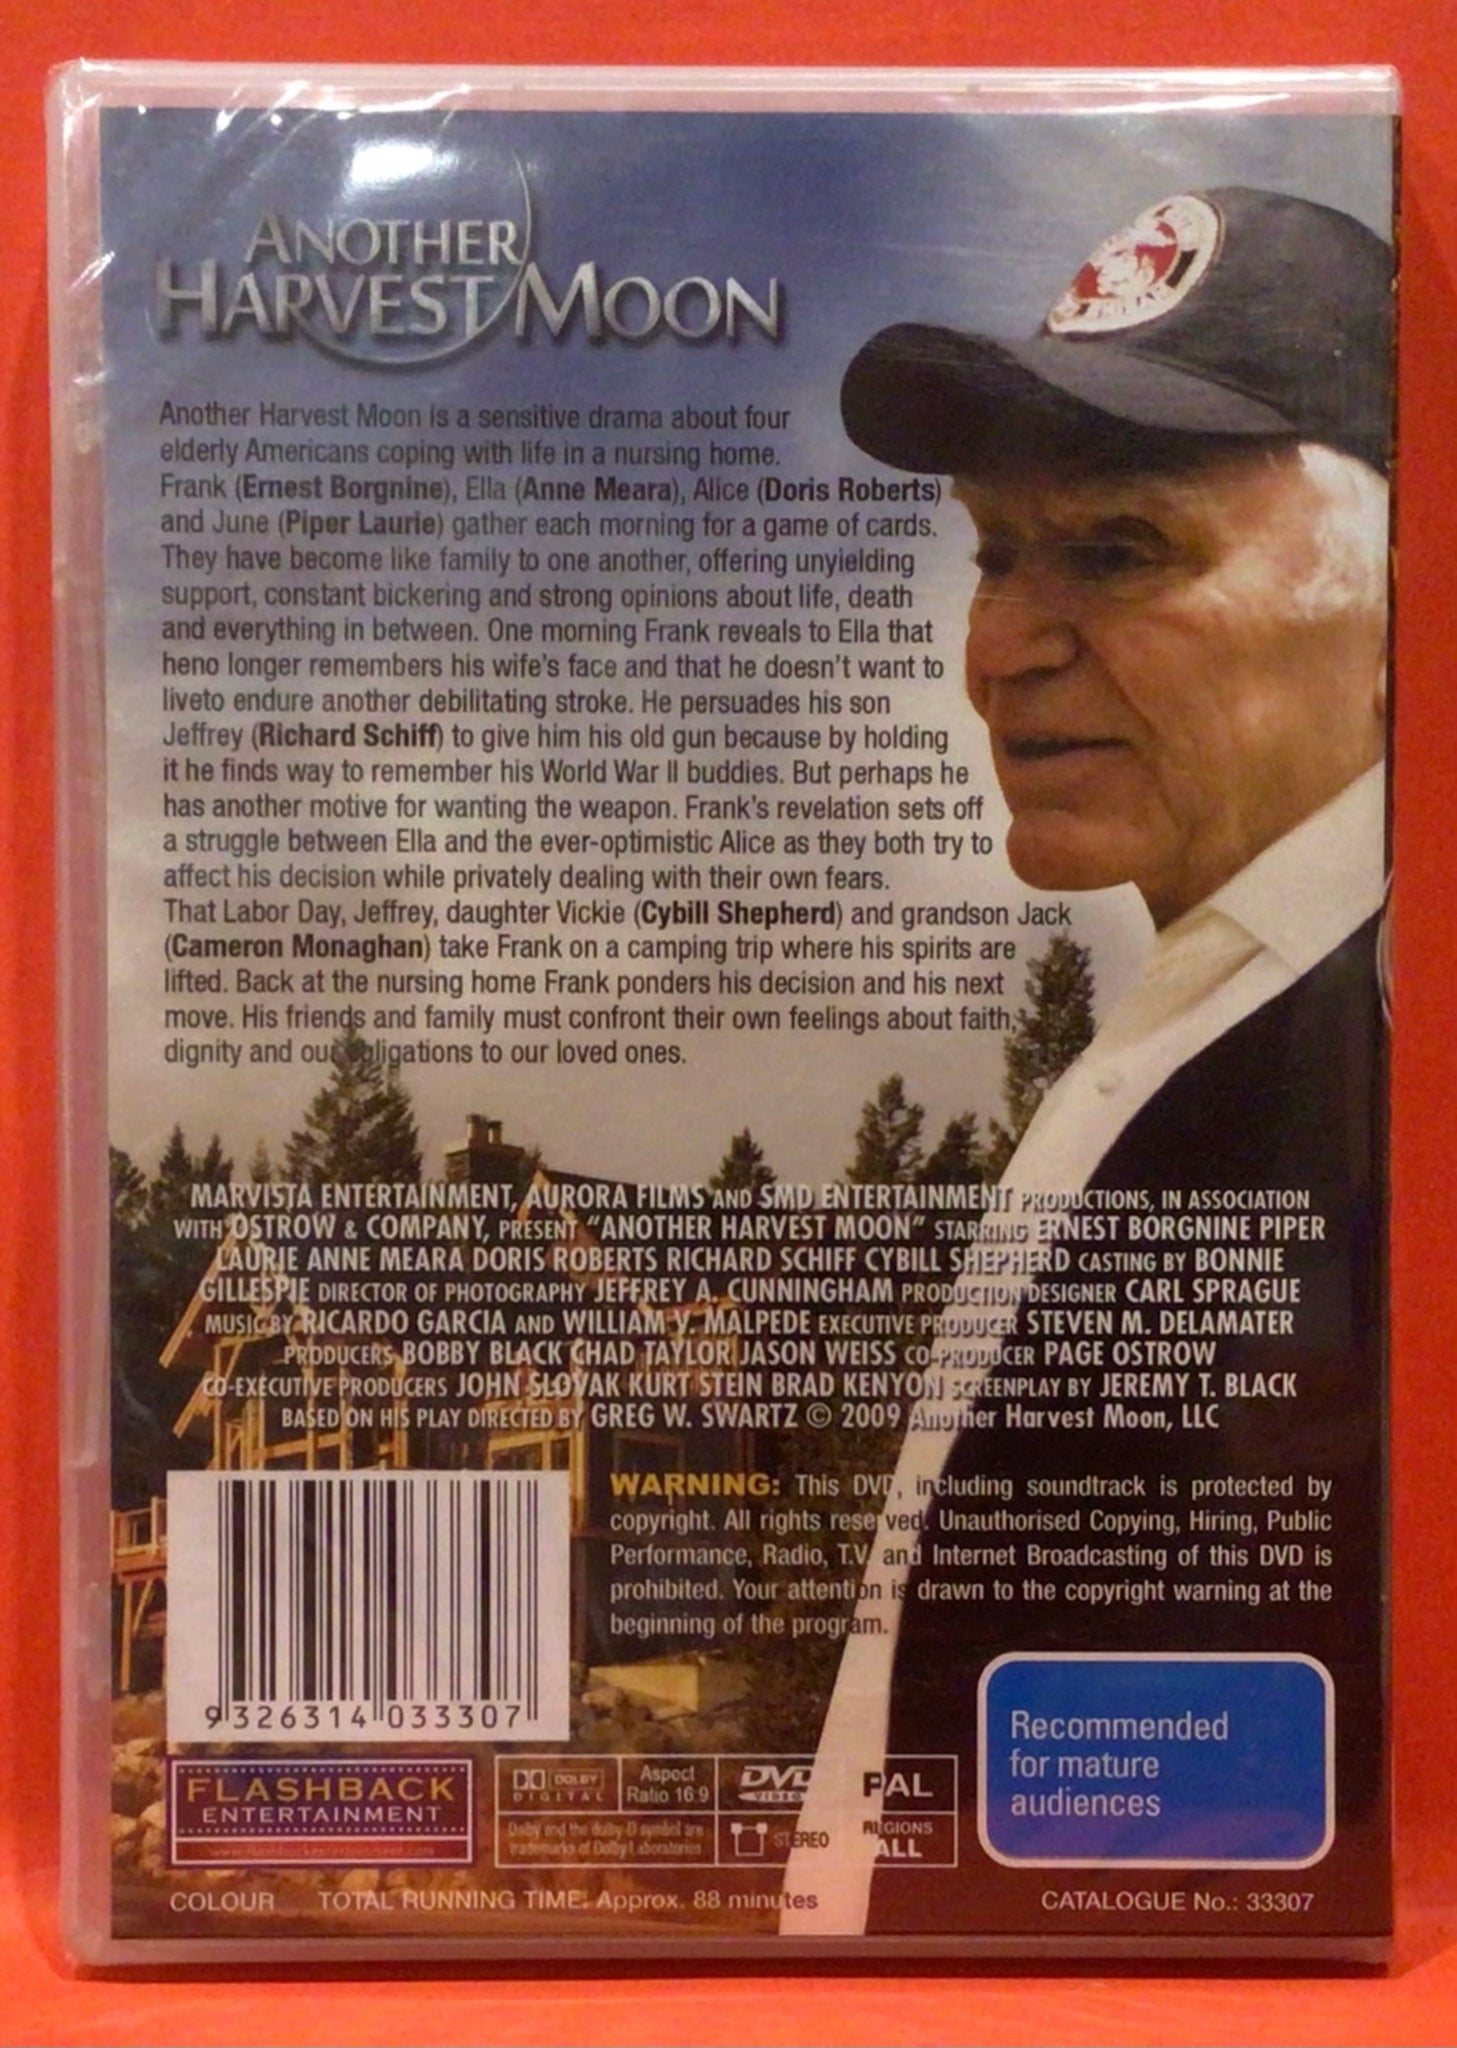 ANOTHER
HARVEST MOON
Another Harvest Moon is a sensitive drama about four
elderly Americans coping with life in a nursing home.
Frank (Ernest Borgnine), Ella (Anne Meara), Alice (Doris Roberts)
and June (Piper Laurie) gather each morning for a game of cards.
They have become like family to one another, offering unyielding
support, constant bickering and strong opinions about life, death
and everything in between. One morning Frank reveals to Ella that
heno longer remembers his wife's face and that he doesn't want to
liveto endure another debilitating stroke. He persuades his son
Jeffrey (Richard Schiff) to give him his old gun because by holding
it he finds way to remember his World War II buddies. But perhaps he
has another motive for wanting the weapon. Frank's revelation sets off
a struggle between Ella and the ever-optimistic Alice as they both try to
affect his decision while privately dealing with their own fears.
That Labor Day, Jeffrey, daughter Vickie (Cybill Shepherd) and grandson Jack
(Cameron Monaghan) take Frank on a camping trip where his spirits are
lifted. Back at the nursing home Frank ponders his decision and his next
move. His friends and family must confront their own feelings about faith,
dignity and our obligations to our loved ones.
MARVISTA ENTERTAINMENT, AURORA FILMS AND SMD ENTERTAINMENT PRODUCTIONS, IN ASSOCIATION
WITH OSTROW & COMPANY, PRESENT "ANOTHER HARVEST MOON" STARRING ERNEST BORGNINE PIPER
LAURIE ANNE MEARA DORIS ROBERTS RICHARD SCHIFF CYBILL SHEPHERD CASTING BY BONNIE
GILLESPIE DIRECTOR OF PHOTOGRAPHY JEFFREY A. CUNNINGHAM PRODUCTION DESIGNER CARL SPRAGUE
MUSIC BY RICARDO GARCIA AND WILLIAM V. MALPEDE EXECUTIVE PRODUCER STEVEN M. DELAMATER
PRODUCERS BOBBY BLACK CHAD TAYLOR JASON WEISS CO-PRODUCER PAGE OSTROW
CO-EXECUTIVE PRODUCERS JOHN SLOVAK KURT STEIN BRAD KENYON SCREENPLAY BY JEREMY T. BLACK
BASED ON HIS PLAY DIRECTED BY GREG W. SWARTZ © 2009 Another Harvest Moon, LLC
WARNING: This DVD, including soundtrack is protected by
copyright. All rights reserved. Unauthorised Copying, Hiring, Public
Performance, Radio, T.V. and Internet Broadcasting of this DVD is
prohibited. Your attention is drawn to the copyright warning at the
beginning of the program.
9 326314 033307
FLASHBACK
ENTERTAINMENT
www.flashbackentertainment.com
DOLBY
DIGITAL
Aspect
Ratio 16:9
DVD
VIDEO
PAL
Dolby and the duby-D symbol are
trademarks of Dolby Laboratories
STEREO
REGIONS
ALL
Recommended
for mature
audiences
COLOUR TOTAL RUNNING TIME: Approx. 88 minutes
CATALOGUE No.: 33307